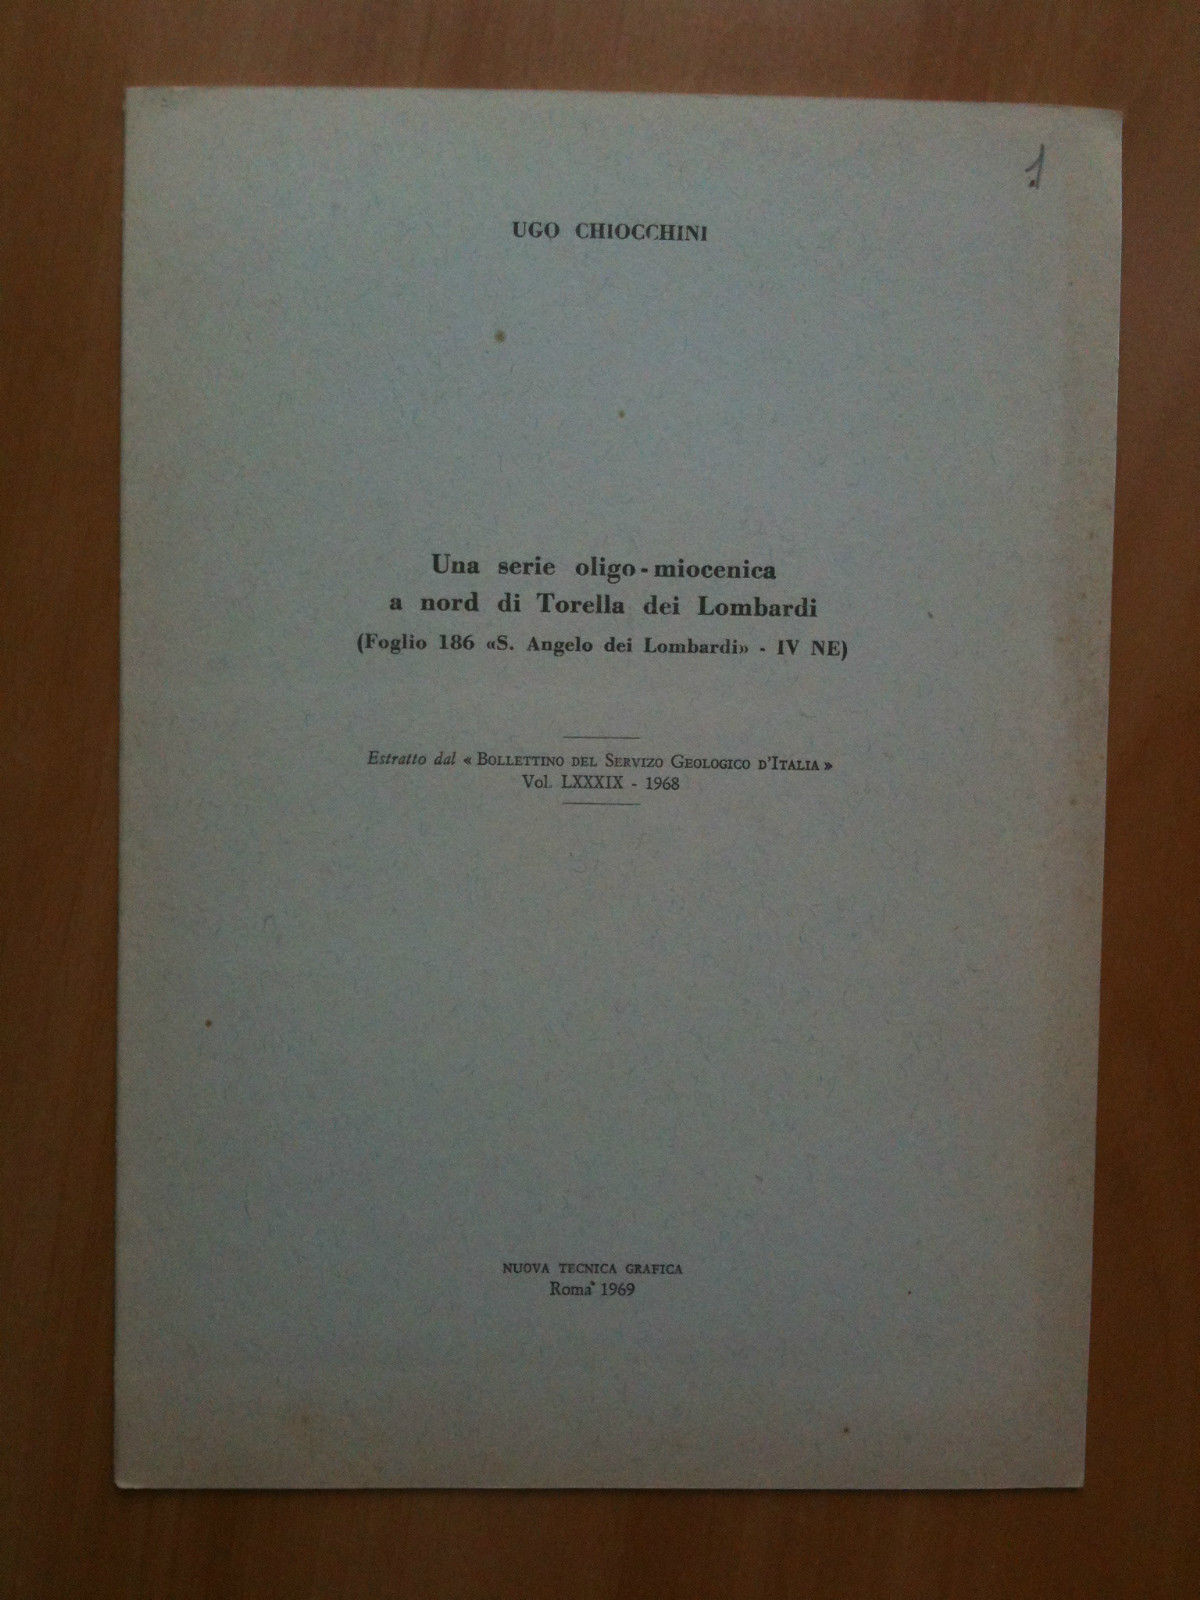 1
UGO CHIOCCHINI
Una serie oligo-miocenica
a nord di Torella dei Lombardi
(Foglio 186 «S. Angelo dei Lombardi» - IV NE)
Estratto dal « BOLLETTINO DEL SERVIZO GEOLOGICO D'ITALIA »
Vol. LXXXIX - 1968
NUOVA TECNICA GRAFICA
Roma 1969